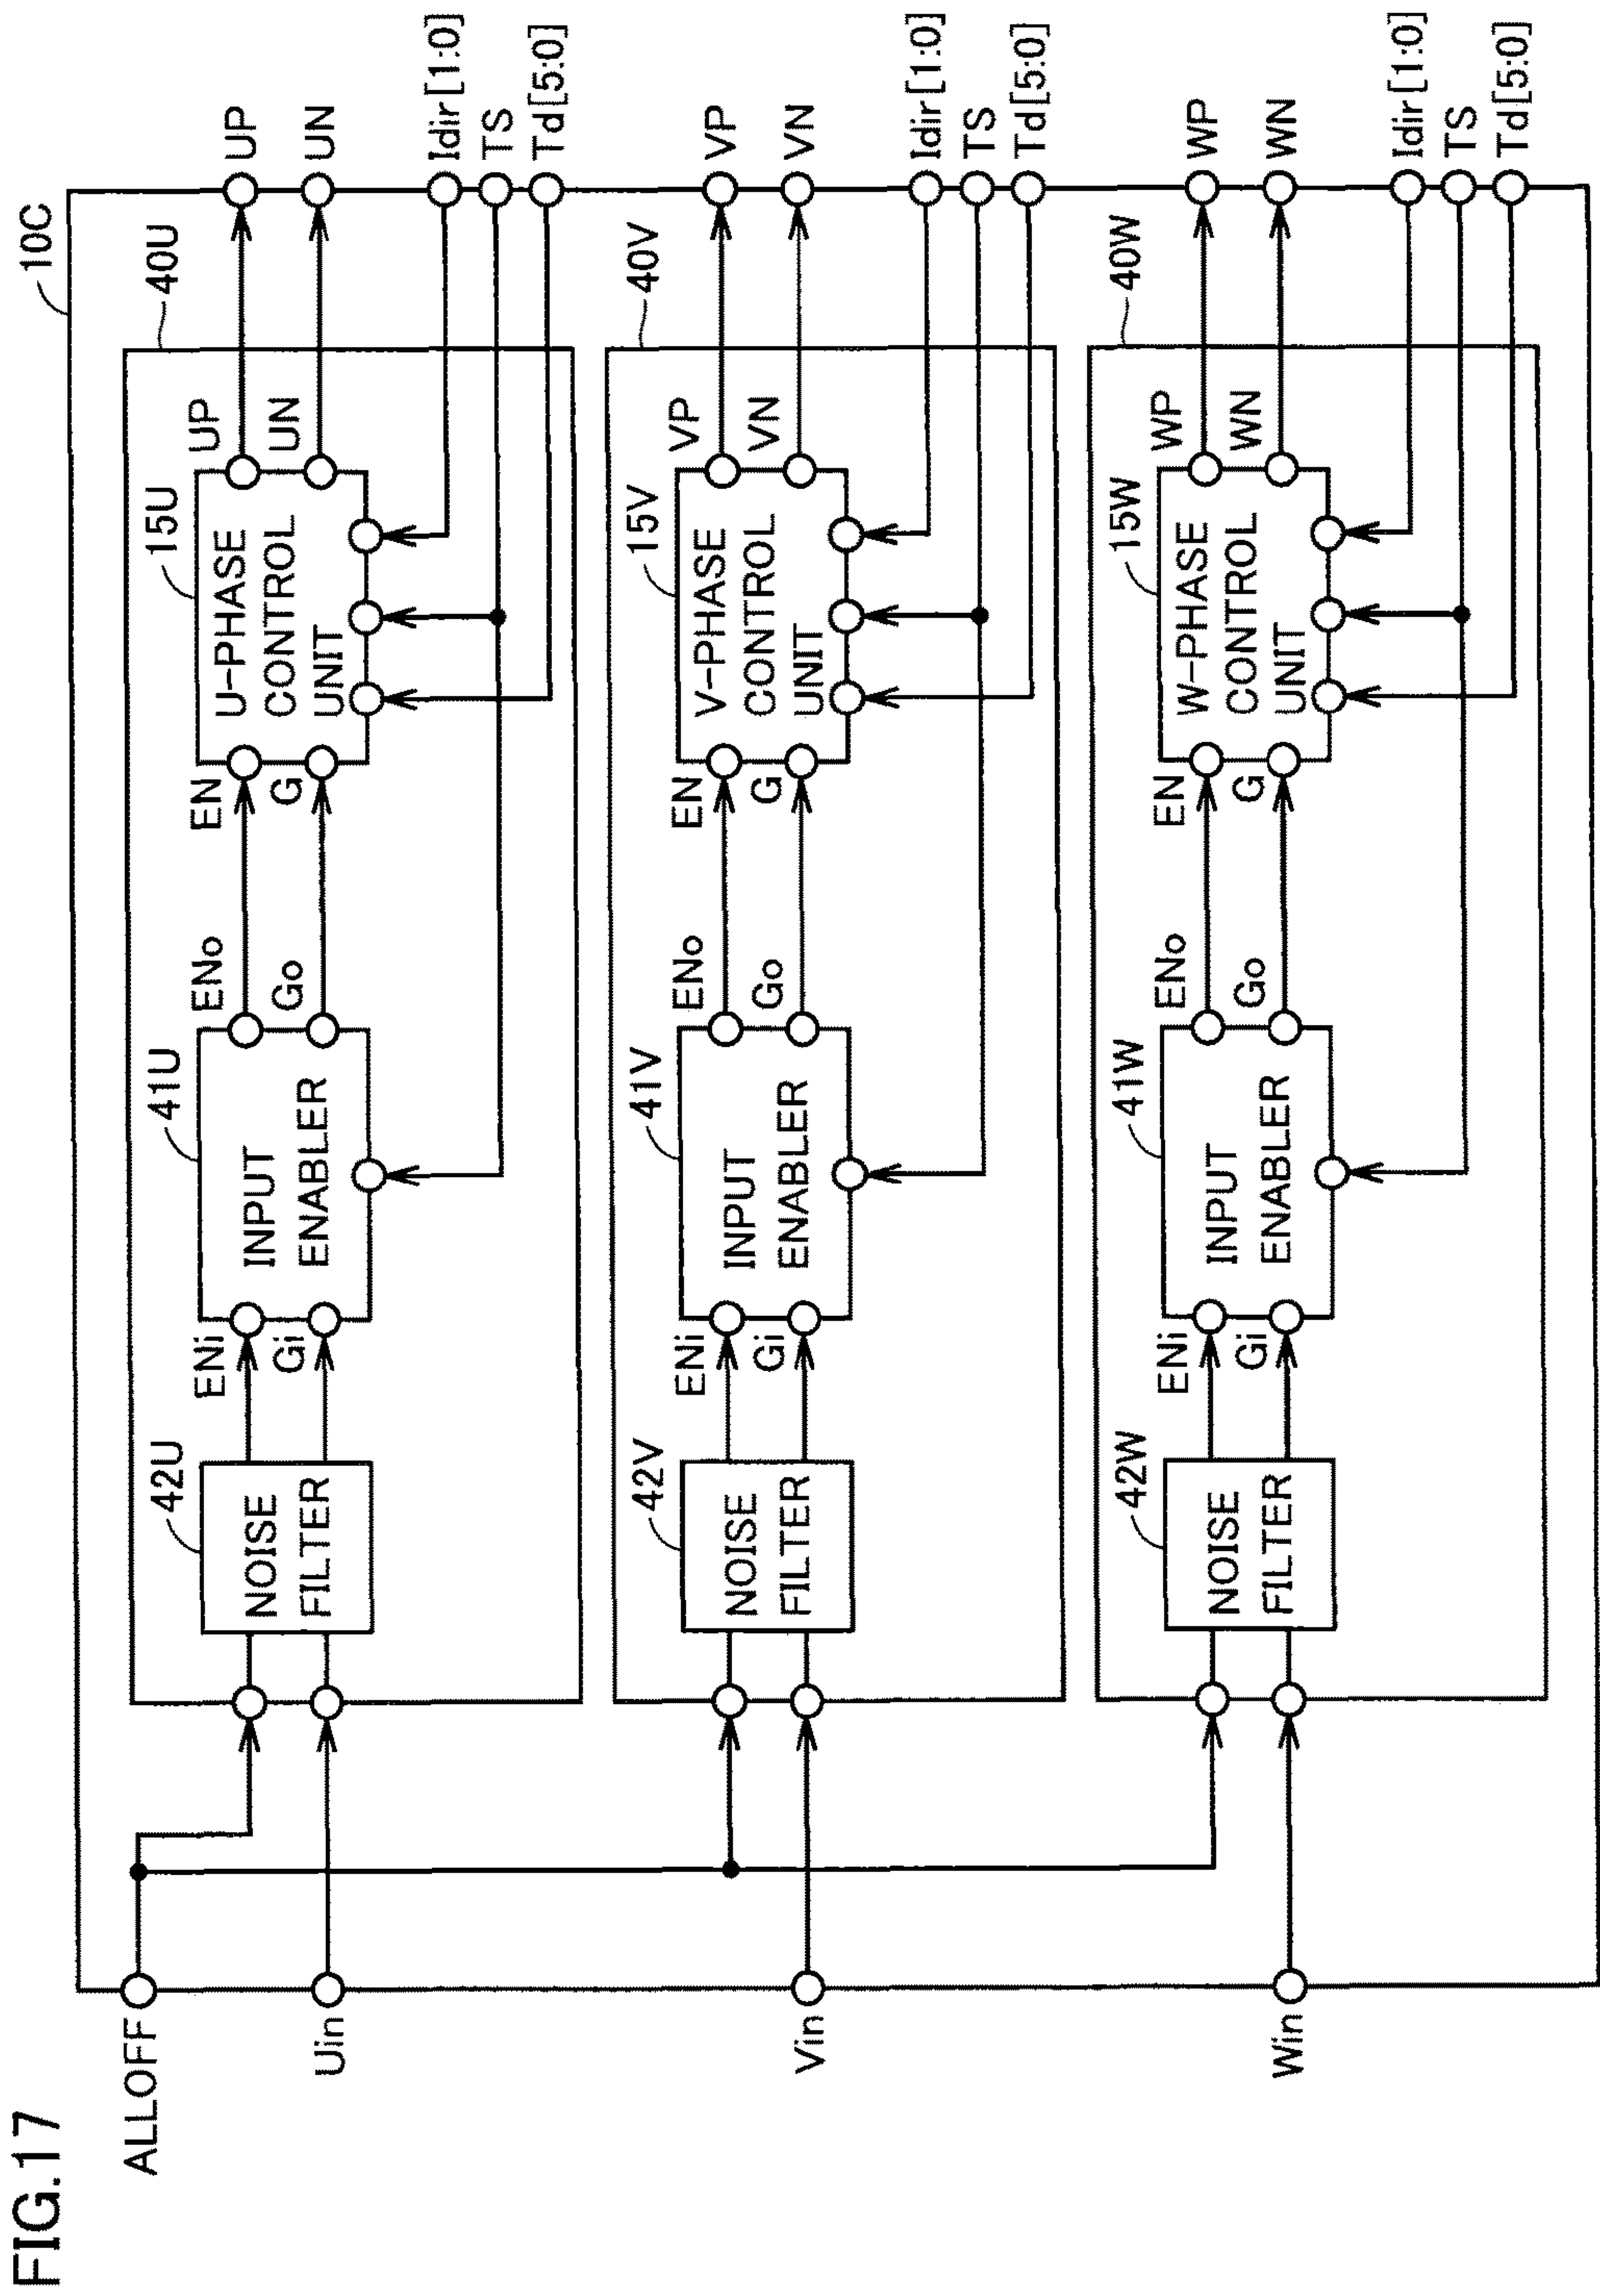 FIG.17
10C
ALLOFF
Uin
Vin
Win
40U
42U
NOISE
FILTER
ENi
Gi
41U
INPUT
ENABLER
ENo
Go
EN
G
15U
U-PHASE
CONTROL
UNIT
UP
UN
UP
UN
Idir[1:0]
TS
Td[5:0]
40V
42V
NOISE
FILTER
ENi
Gi
41V
INPUT
ENABLER
ENo
Go
EN
G
15V
V-PHASE
CONTROL
UNIT
VP
VN
VP
VN
Idir[1:0]
TS
Td[5:0]
40W
42W
NOISE
FILTER
ENi
Gi
41W
INPUT
ENABLER
ENo
Go
EN
G
15W
W-PHASE
CONTROL
UNIT
WP
WN
WP
WN
Idir[1:0]
TS
Td[5:0]